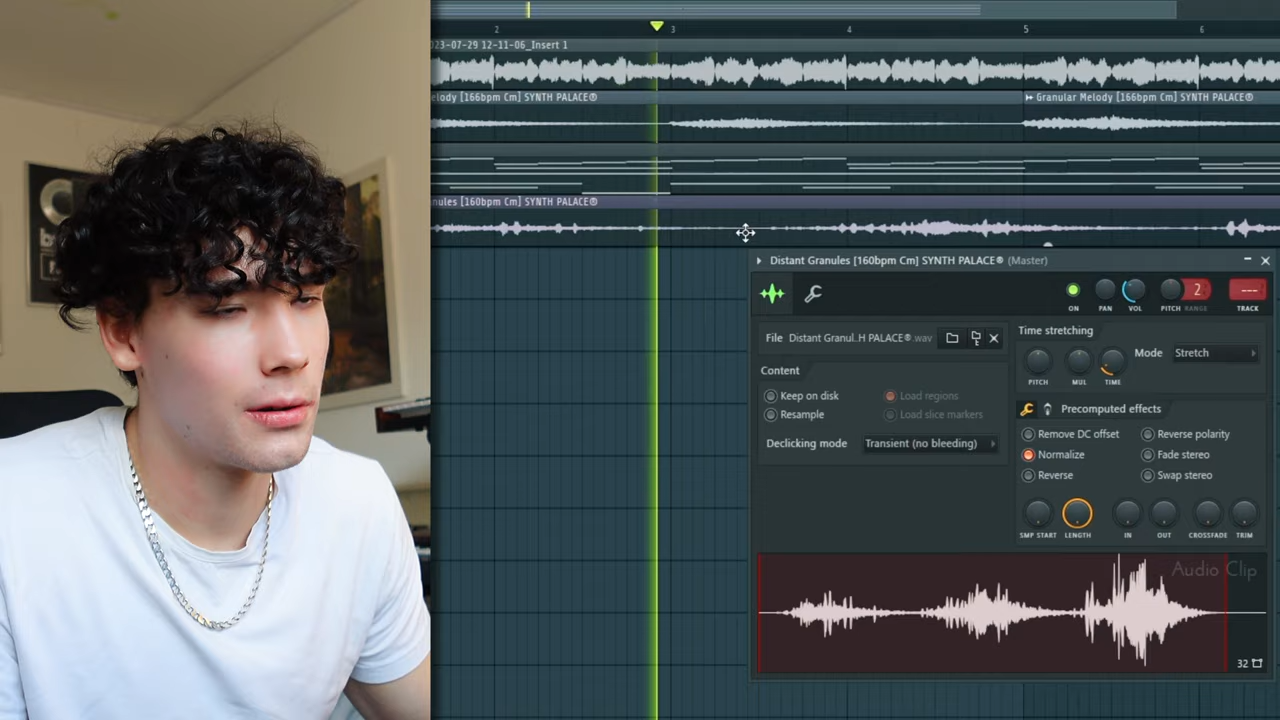 2
3
4
5
6
23-07-29 12-11-06_Insert 1
elody [166bpm Cm] SYNTH PALACE®
Granular Melody [166bpm Cm] SYNTH PALACE®
nules [160bpm Cm] SYNTH PALACE®
Distant Granules [160bpm Cm] SYNTH PALACE® (Master)
2
---
ON
PAN
VOL
PITCH
RANGE
TRACK
File
Distant Granul..H PALACE®.wav
Time stretching
Mode
Stretch
PITCH
MUL
TIME
Content
Keep on disk
Load regions
Resample
Load slice markers
Declicking mode
Transient (no bleeding)
Precomputed effects
Remove DC offset
Reverse polarity
Normalize
Fade stereo
Reverse
Swap stereo
SMP START
LENGTH
IN
OUT
CROSSFADE
TRIM
Audio Clip
32